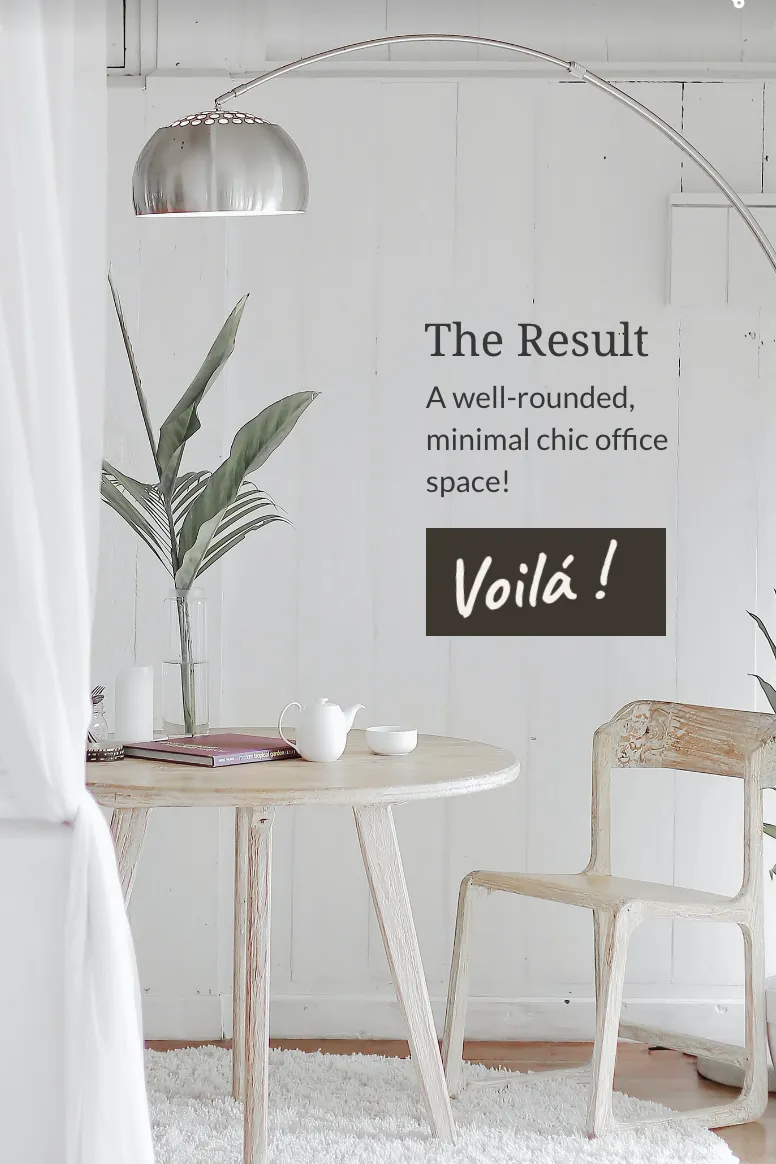 The Result
A well-rounded,
minimal chic office
space!
Voilá !